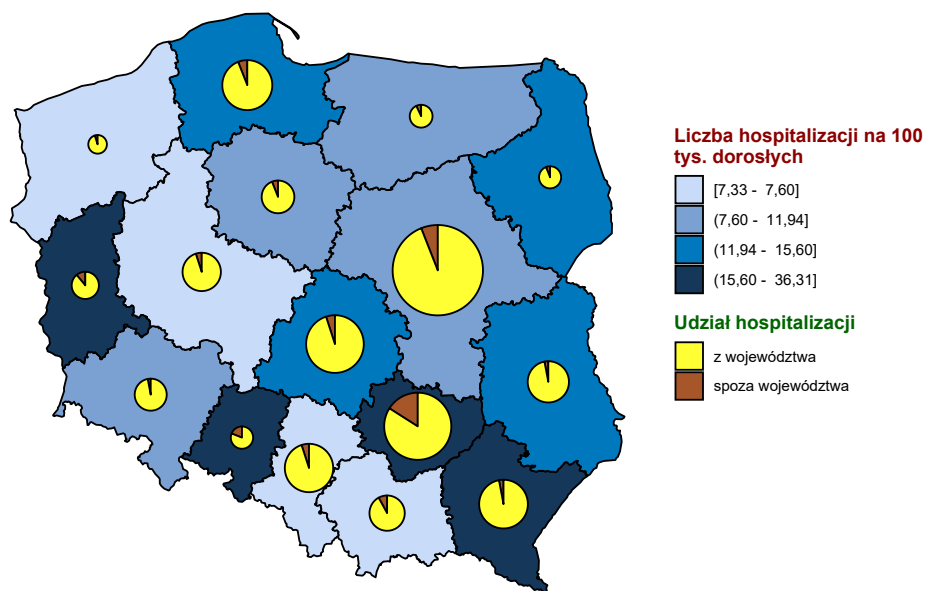 Liczba hospitalizacji na 100
tys. dorosłych
[7,33 - 7,60]
(7,60 - 11,94]
(11,94 - 15,60]
(15,60 - 36,31]
Udział hospitalizacji
z województwa
spoza województwa